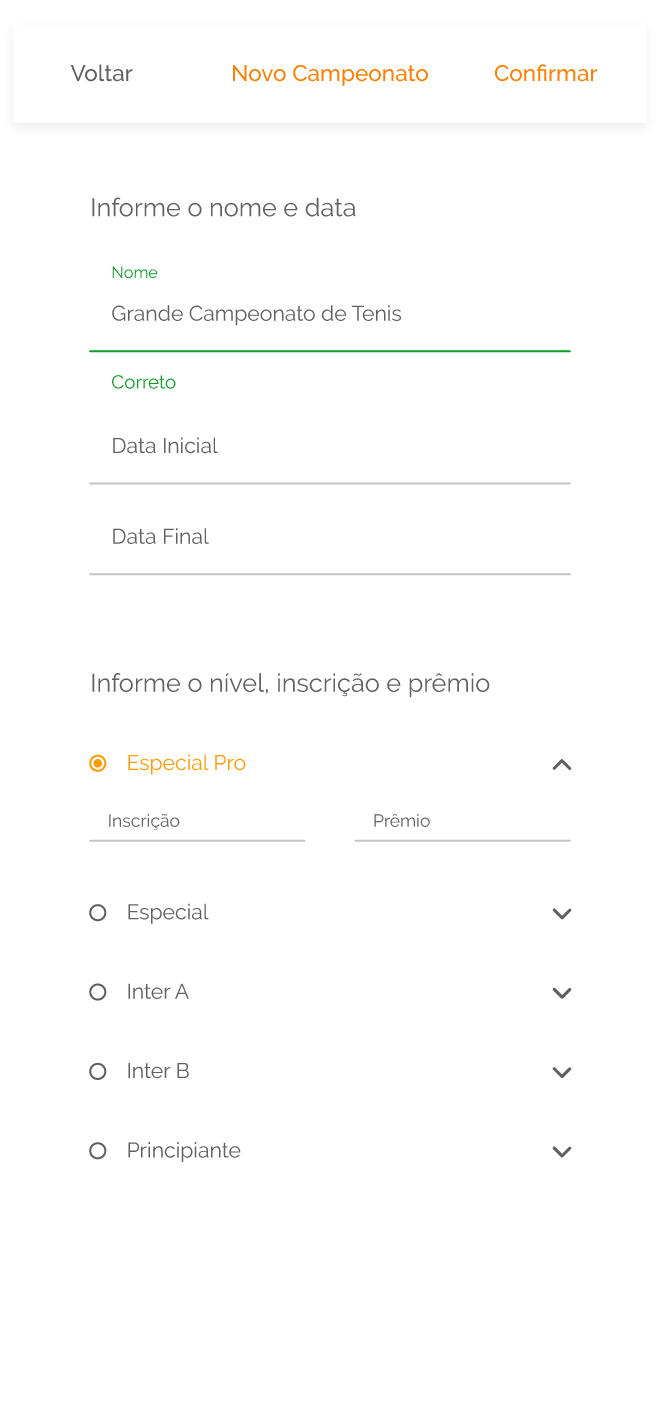 Voltar Novo Campeonato Confirmar
Informe o nome e data
Nome
Grande Campeonato de Tenis
Correto
Data Inicial
Data Final
Informe o nível, inscrição e prêmio
Especial Pro
Inscrição Prêmio
Especial
Inter A
Inter B
Principiante